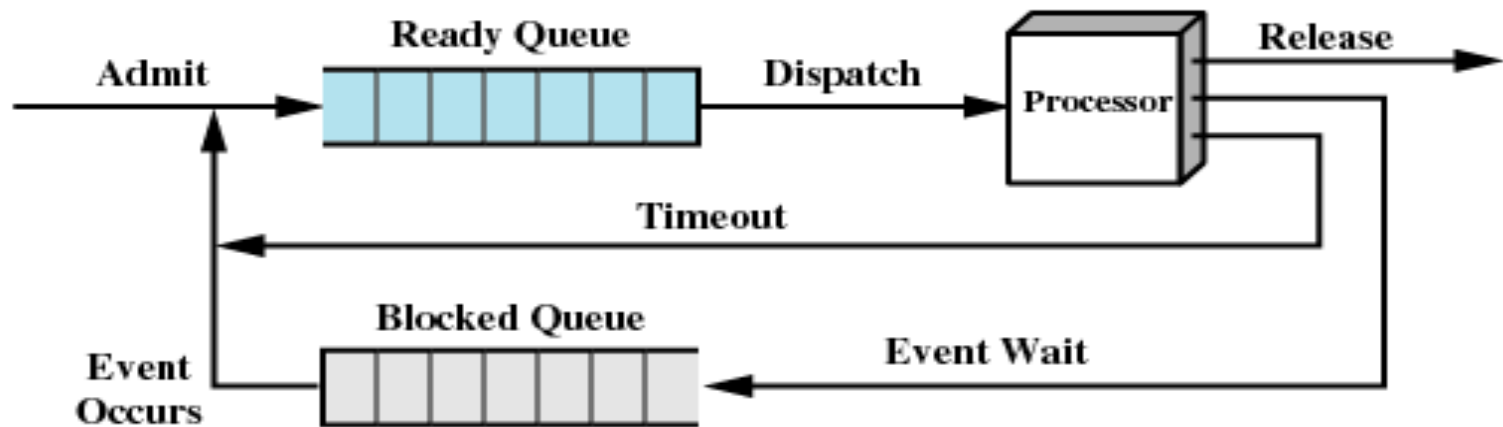 Ready Queue
Release
Admit
Dispatch
Processor
Timeout
Blocked Queue
Event Wait
Event
Occurs